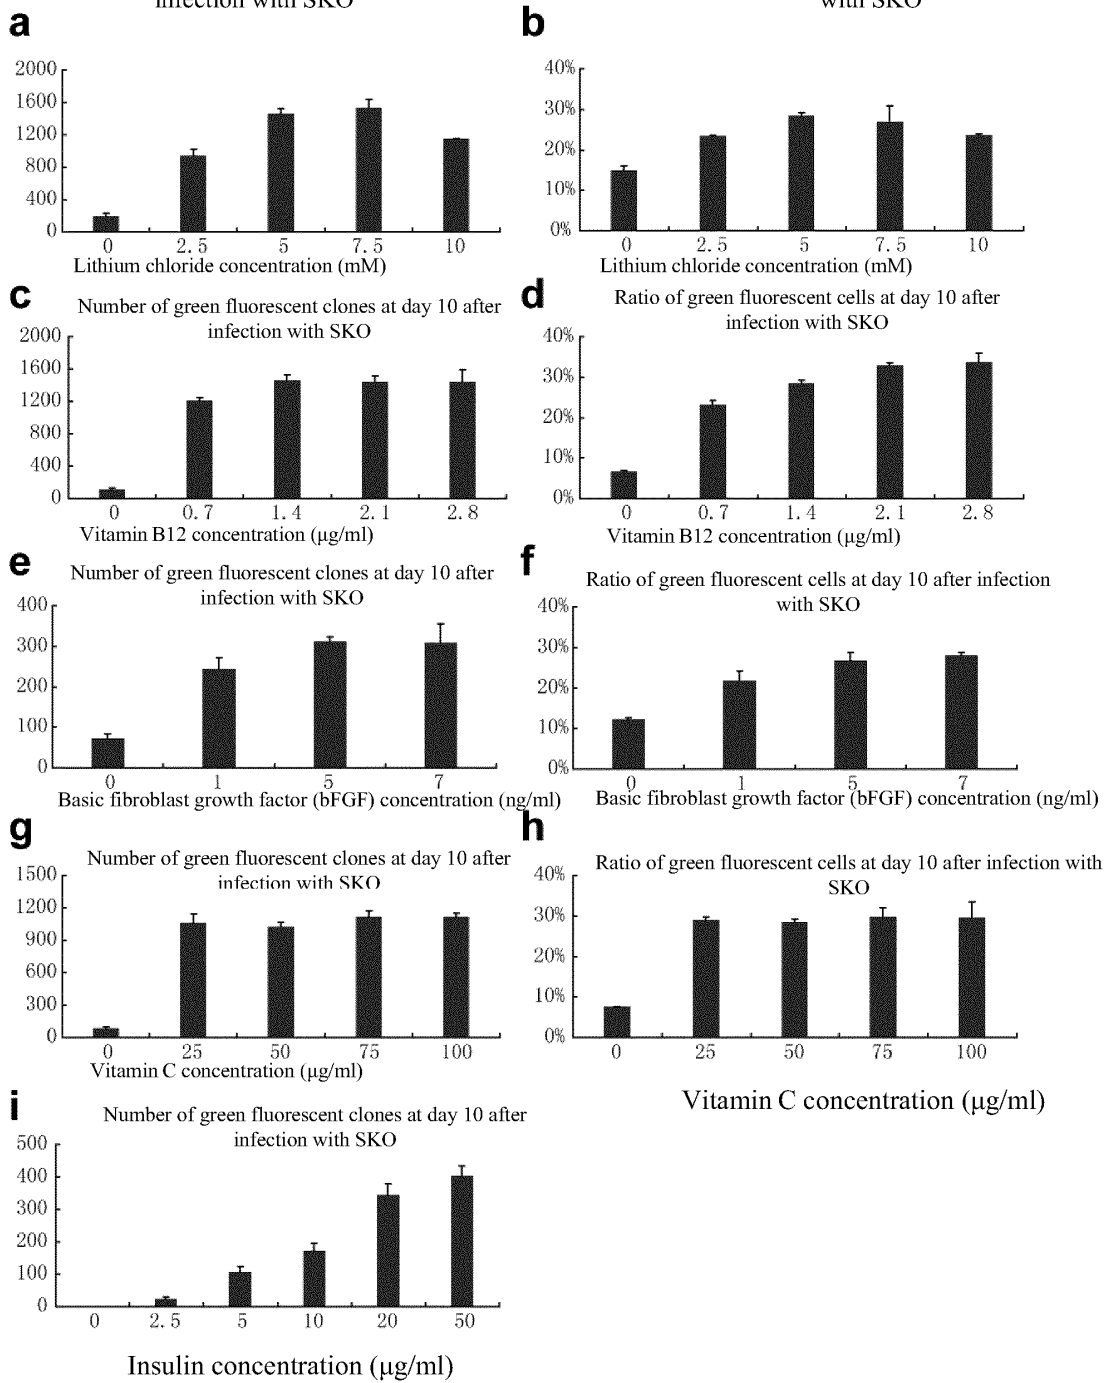 infection with SKO
with SKO
a
2000
1600
1200
800
400
0
0 2.5 5 7.5 10
Lithium chloride concentration (mM)
b
40%
30%
20%
10%
0%
0 2.5 5 7.5 10
Lithium chloride concentration (mM)
c
Number of green fluorescent clones at day 10 after
infection with SKO
2000
1600
1200
800
400
0
0 0.7 1.4 2.1 2.8
Vitamin B12 concentration (μg/ml)
d
Ratio of green fluorescent cells at day 10 after
infection with SKO
40%
30%
20%
10%
0%
0 0.7 1.4 2.1 2.8
Vitamin B12 concentration (μg/ml)
e
Number of green fluorescent clones at day 10 after
infection with SKO
400
300
200
100
0
0 1 5 7
Basic fibroblast growth factor (bFGF) concentration (ng/ml)
f
Ratio of green fluorescent cells at day 10 after infection
with SKO
40%
30%
20%
10%
0%
0 1 5 7
Basic fibroblast growth factor (bFGF) concentration (ng/ml)
g
Number of green fluorescent clones at day 10 after
infection with SKO
1500
1200
900
600
300
0
0 25 50 75 100
Vitamin C concentration (μg/ml)
h
Ratio of green fluorescent cells at day 10 after infection with
SKO
40%
30%
20%
10%
0%
0 25 50 75 100
Vitamin C concentration (μg/ml)
i
Number of green fluorescent clones at day 10 after
infection with SKO
500
400
300
200
100
0
0 2.5 5 10 20 50
Insulin concentration (μg/ml)